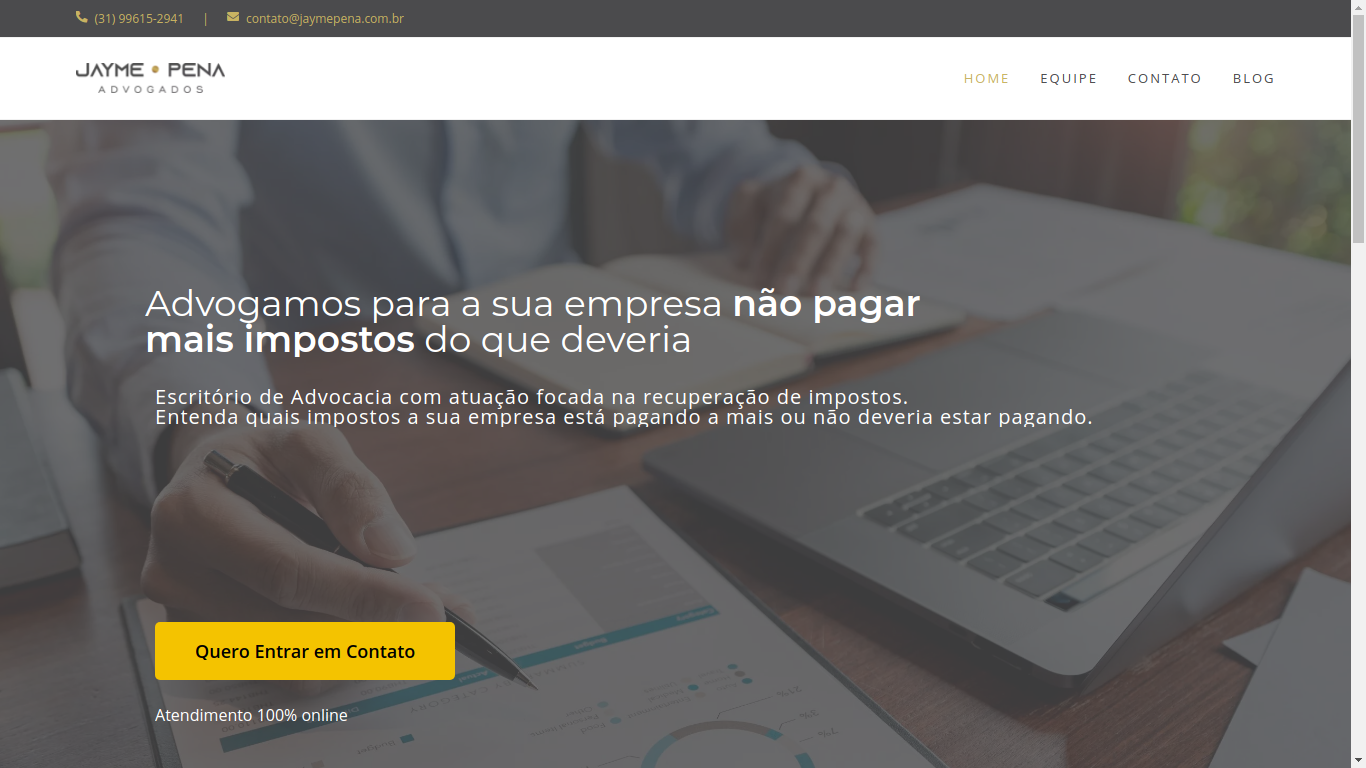 (31) 99615-2941 | contato@jaymepena.com.br
JAYME • PENA
ADVOGADOS
HOME EQUIPE CONTATO BLOG
Advogamos para a sua empresa não pagar
mais impostos do que deveria
Escritório de Advocacia com atuação focada na recuperação de impostos.
Entenda quais impostos a sua empresa está pagando a mais ou não deveria estar pagando.
Quero Entrar em Contato
Atendimento 100% online